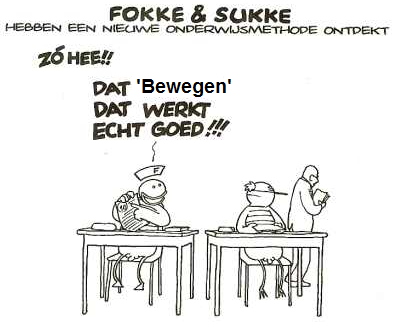 FOKKE & SUKKE
HEBBEN EEN NIEUWE ONDERWIJSMETHODE ONTDEKT
ZÓ HEE!!
DAT 'Bewegen'
DAT WERKT
ECHT GOED!!!
F